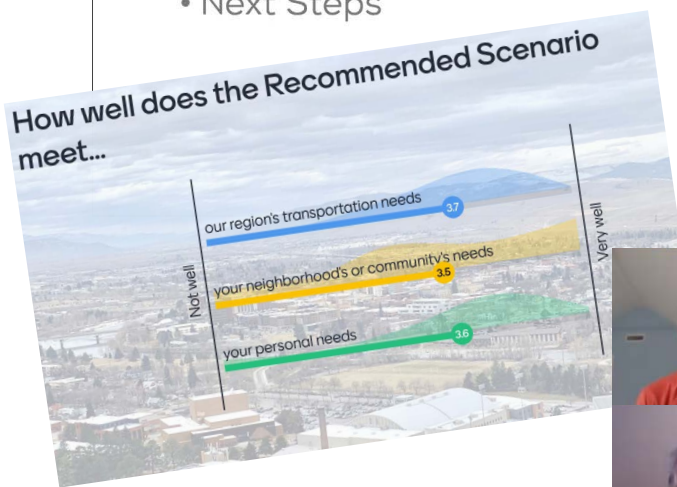 • Next Steps
How well does the Recommended Scenario
meet...
our region's transportation needs
3.7
Not well
Very well
your neighborhood's or community's needs
3.5
your personal needs
3.6